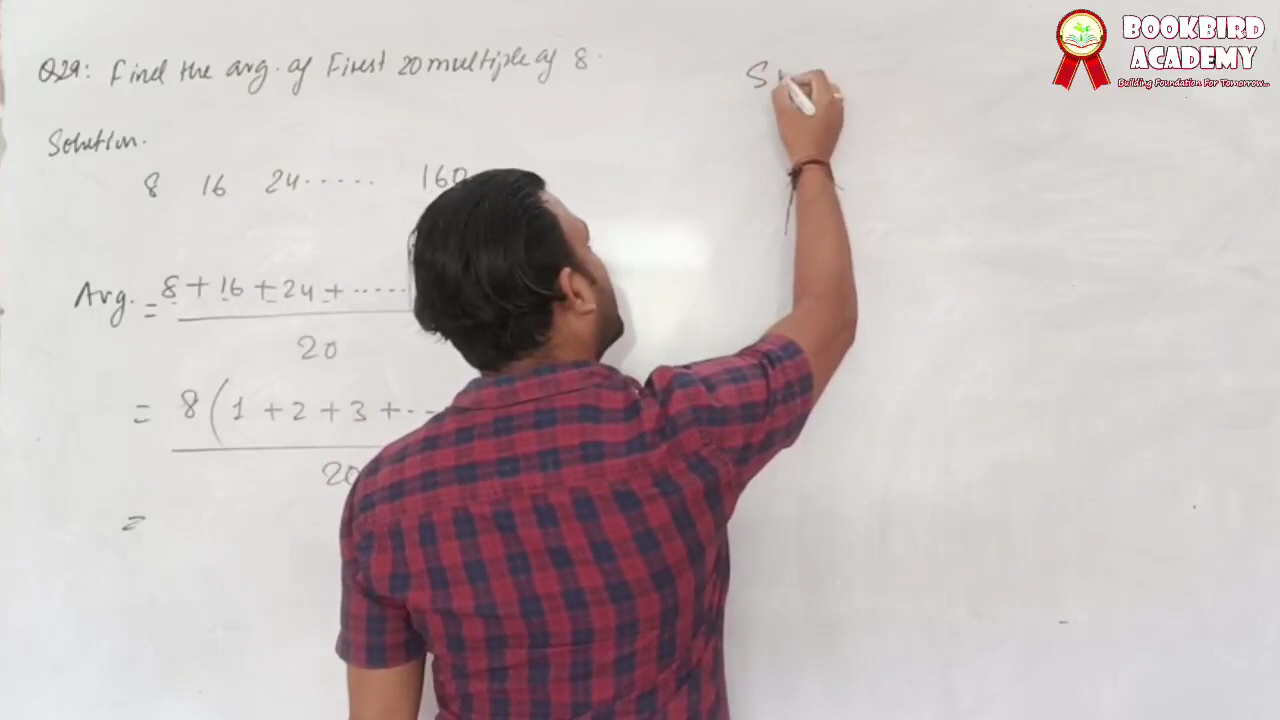 Q29: Find the avg. of First 20 multiple of 8.
Solution.
8 16 24...... 160
Avg. = 8 + 16 + 24 + ......
20
= 8 ( 1 + 2 + 3 + ...
20
=
S
BOOKBIRD
ACADEMY
Building Foundation For Tomorrow...